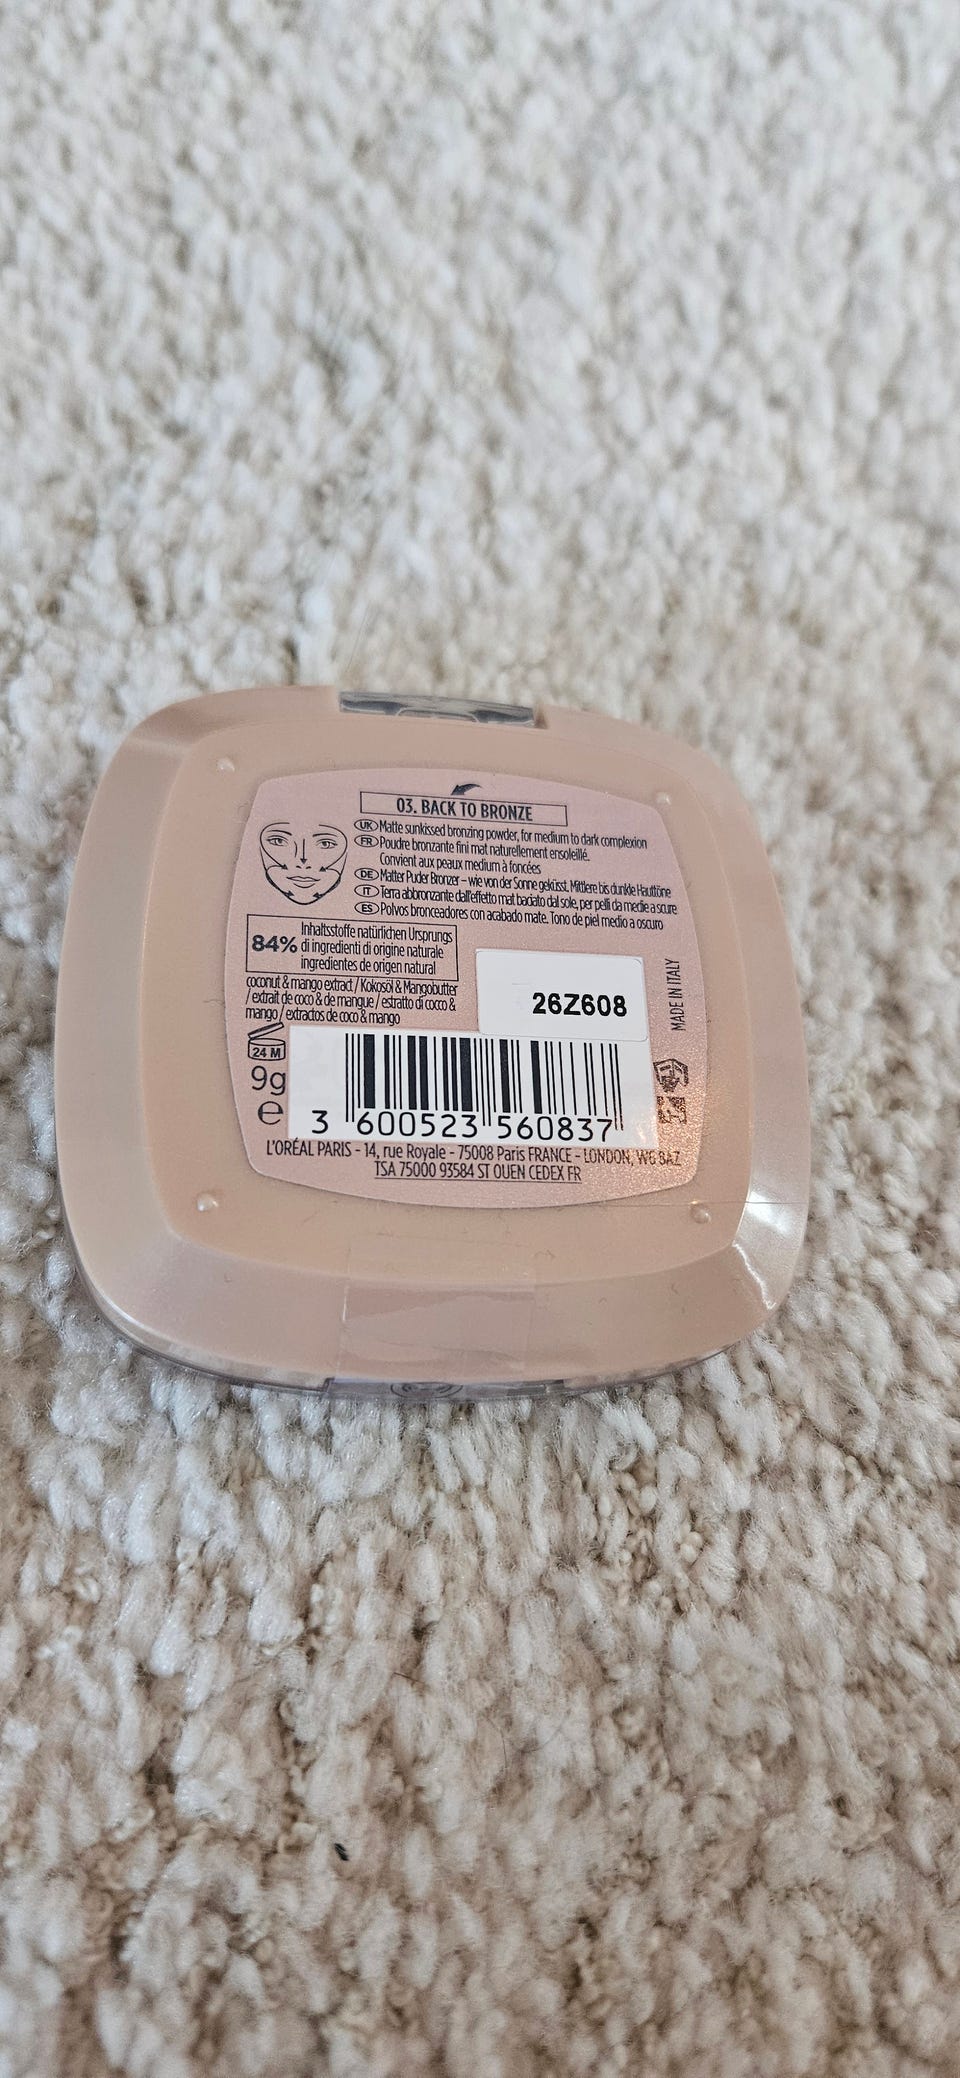 03. BACK TO BRONZE
UK Matte sunkissed bronzing powder, for medium to dark complexion
FR Poudre bronzante fini mat naturellement ensoleillé.
Convient aux peaux medium à foncées
DE Matter Puder Bronzer – wie von der Sonne geküsst. Mittlere bis dunkle Hauttöne
IT Terra abbronzante dall'effetto mat baciato dal sole, per pelli da medie a scure
ES Polvos bronceadores con acabado mate. Tono de piel medio a oscuro
84%
Inhaltsstoffe natürlichen Ursprungs
di ingredienti di origine naturale
ingredientes de origen natural
coconut & mango extract / Kokosöl & Mangobutter
/ extrait de coco & de mangue / estratto di cocco &
mango / extractos de coco & mango
26Z608
MADE IN ITALY
24 M
9g
e
3 600523 560837
L'ORÉAL PARIS - 14, rue Royale - 75008 Paris FRANCE - LONDON, W6 8AZ
TSA 75000 93584 ST OUEN CEDEX FR